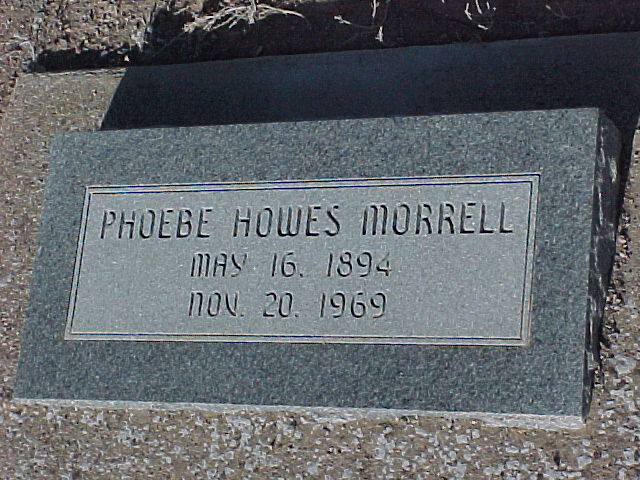 PHOEBE HOWES MORRELL
MAY 16. 1894
NOV. 20. 1969